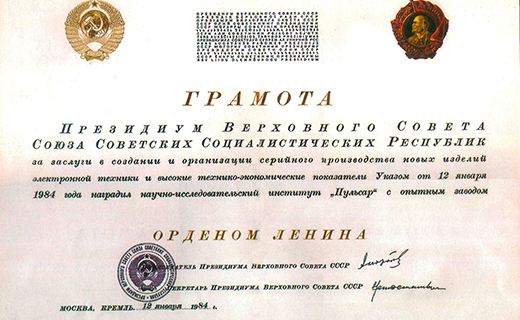 ГРАМОТА
ПРЕЗИДИУМ ВЕРХОВНОГО СОВЕТА
СОЮЗА СОВЕТСКИХ СОЦИАЛИСТИЧЕСКИХ РЕСПУБЛИК
за заслуги в создании и организации серийного производства новых изделий
электронной техники и высокие технико-экономические показатели Указом от 12 января
1984 года наградил научно-исследовательский институт „Пульсар" с опытным заводом
ОРДЕНОМ ЛЕНИНА
ПРЕЗИДИУМА ВЕРХОВНОГО СОВЕТА СССР
СЕКРЕТАРЬ ПРЕЗИДИУМА ВЕРХОВНОГО СОВЕТА СССР
МОСКВА, КРЕМЛЬ. 12 января 1984 г.